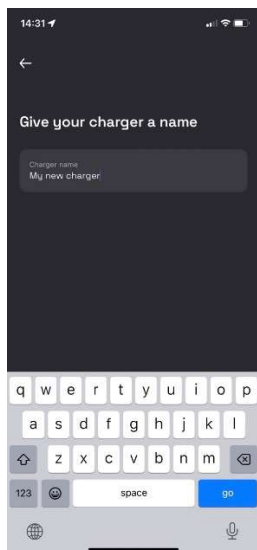 14:31
Give your charger a name
Charger name
My new charger
q w e r t y u i o p
a s d f g h j k l
z x c v b n m
123 space go